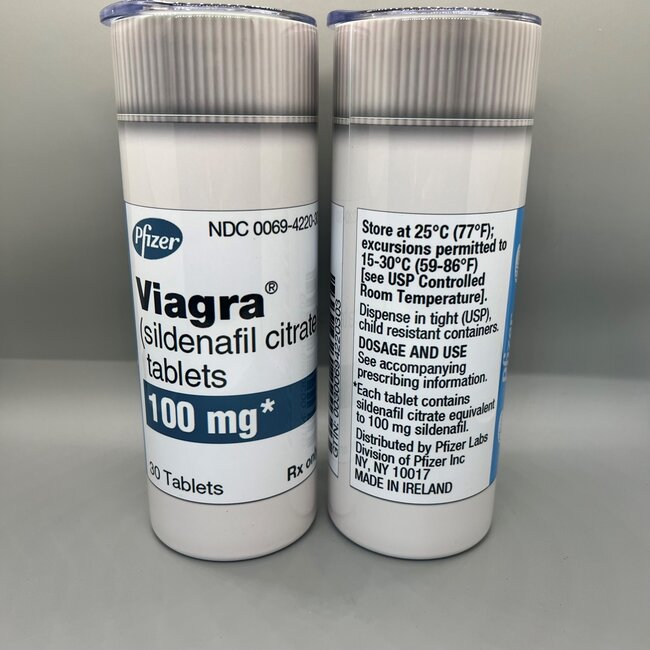 Pfizer
NDC 0069-4220-3
Viagra®
(sildenafil citrate
tablets
100 mg*
30 Tablets
Rx on
Store at 25°C (77°F);
excursions permitted to
15-30°C (59-86°F)
[see USP Controlled
Room Temperature].
Dispense in tight (USP),
child resistant containers.
DOSAGE AND USE
See accompanying
prescribing information.
*Each tablet contains
sildenafil citrate equivalent
to 100 mg sildenafil.
Distributed by Pfizer Labs
Division of Pfizer Inc
NY, NY 10017
MADE IN IRELAND